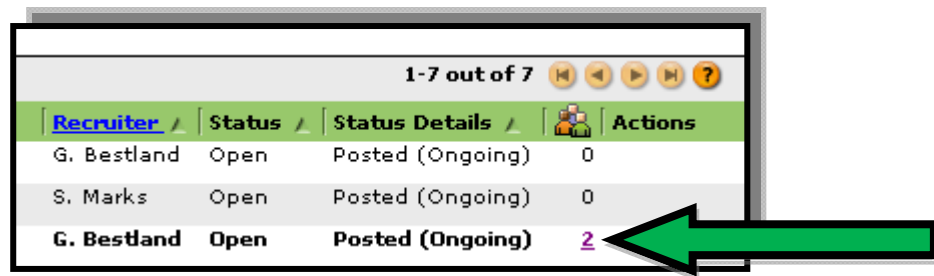 1-7 out of 7 ?
Recruiter Status Status Details Actions
G. Bestland Open Posted (Ongoing) 0
S. Marks Open Posted (Ongoing) 0
G. Bestland Open Posted (Ongoing) 2